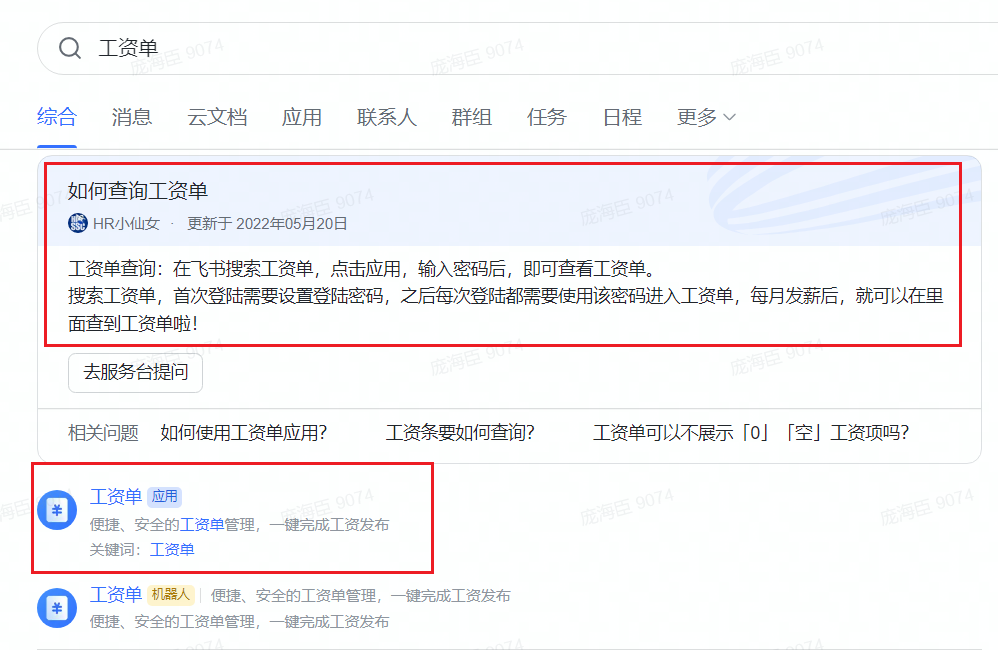 工资单
综合 消息 云文档 应用 联系人 群组 任务 日程 更多
如何查询工资单
HR小仙女 · 更新于 2022年05月20日
工资单查询：在飞书搜索工资单，点击应用，输入密码后，即可查看工资单。
搜索工资单，首次登陆需要设置登陆密码，之后每次登陆都需要使用该密码进入工资单，每月发薪后，就可以在里
面查到工资单啦！
去服务台提问
相关问题 如何使用工资单应用？ 工资条要如何查询？ 工资单可以不展示「0」「空」工资项吗？
工资单 应用
便捷、安全的工资单管理，一键完成工资发布
关键词：工资单
工资单 机器人 | 便捷、安全的工资单管理，一键完成工资发布
便捷、安全的工资单管理，一键完成工资发布
庞海臣 9074